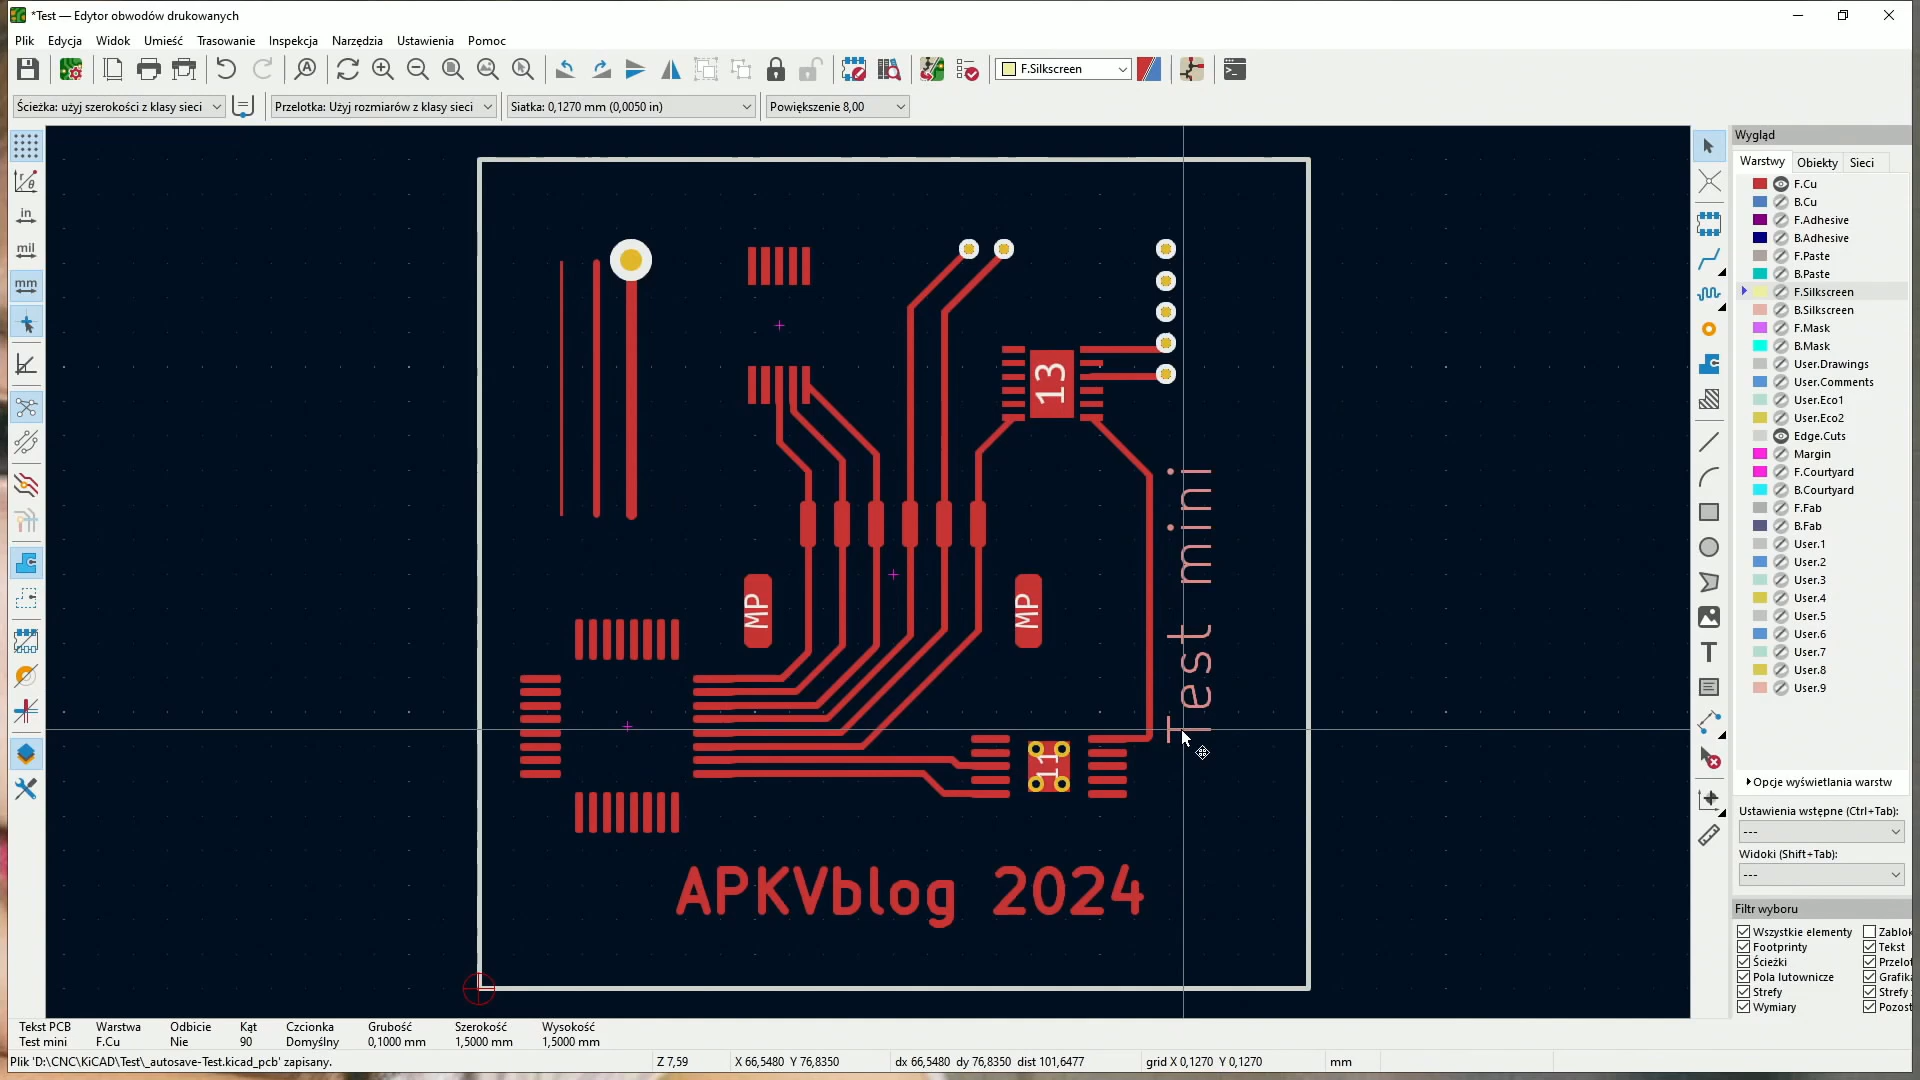 *Test — Edytor obwodów drukowanych
Plik Edycja Widok Umieść Trasowanie Inspekcja Narzędzia Ustawienia Pomoc
F.Silkscreen
Ścieżka: użyj szerokości z klasy sieci
Przelotka: Użyj rozmiarów z klasy sieci
Siatka: 0,1270 mm (0,0050 in)
Powiększenie 8,00
in
mil
mm
13
Test mini
MP
MP
11
APKVblog 2024
Wygląd
Warstwy Obiekty Sieci
F.Cu
B.Cu
F.Adhesive
B.Adhesive
F.Paste
B.Paste
F.Silkscreen
B.Silkscreen
F.Mask
B.Mask
User.Drawings
User.Comments
User.Eco1
User.Eco2
Edge.Cuts
Margin
F.Courtyard
B.Courtyard
F.Fab
B.Fab
User.1
User.2
User.3
User.4
User.5
User.6
User.7
User.8
User.9
Opcje wyświetlania warstw
Ustawienia wstępne (Ctrl+Tab):
---
Widoki (Shift+Tab):
---
Filtr wyboru
Wszystkie elementy Zablok
Footprinty Tekst
Ścieżki Przelot
Pola lutownicze Grafika
Strefy Strefy
Wymiary Pozost
Tekst PCB Warstwa Odbicie Kąt Czcionka Grubość Szerokość Wysokość
Test mini F.Cu Nie 90 Domyślny 0,1000 mm 1,5000 mm 1,5000 mm
Plik 'D:\CNC\KiCAD\Test\_autosave-Test.kicad_pcb' zapisany. Z 7,59 X 66,5480 Y 76,8350 dx 66,5480 dy 76,8350 dist 101,6477 grid X 0,1270 Y 0,1270 mm